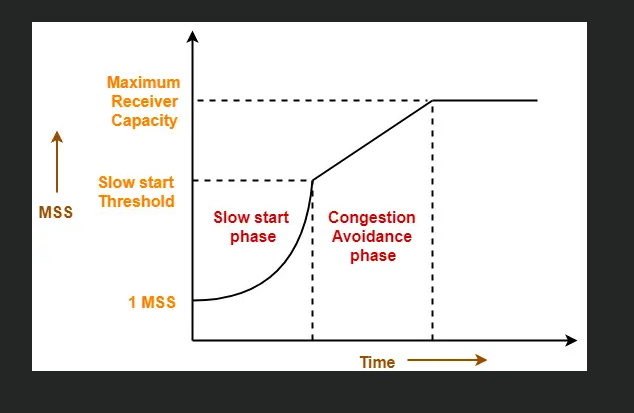 Maximum
Receiver
Capacity
Slow start
Threshold
MSS
Slow start
phase
Congestion
Avoidance
phase
1 MSS
Time